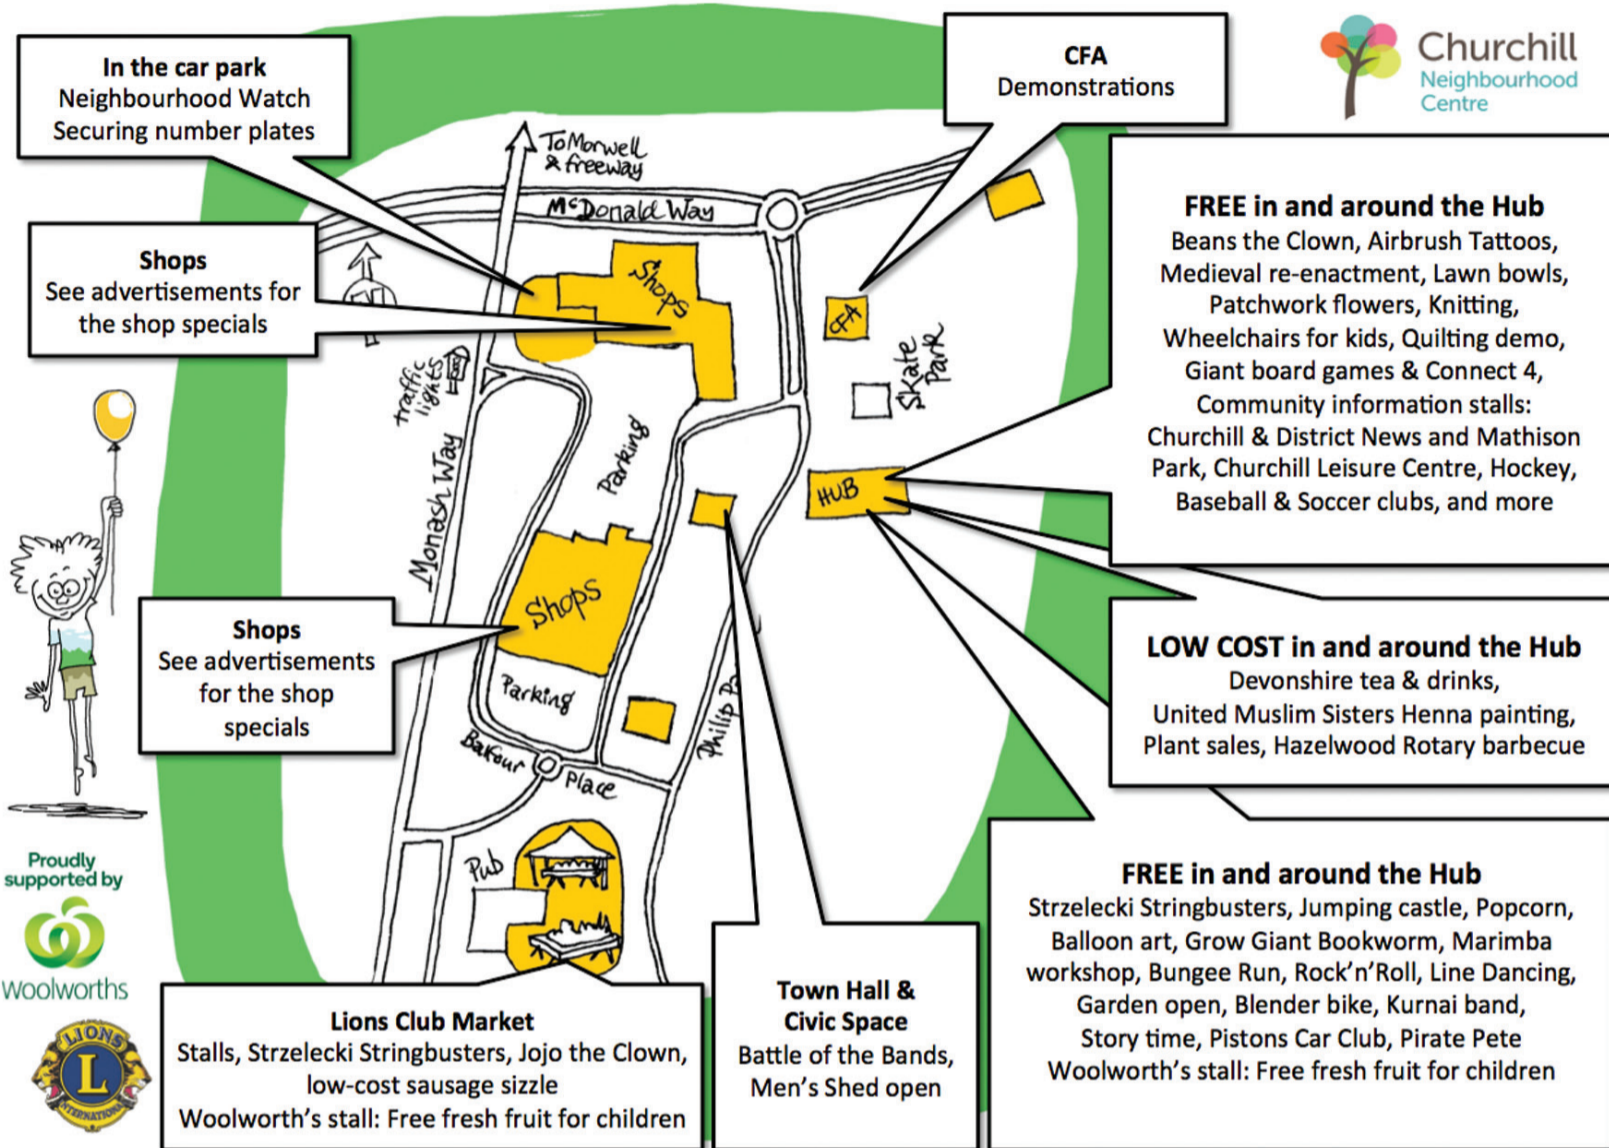 In the car park
Neighbourhood Watch
Securing number plates
CFA
Demonstrations
Churchill
Neighbourhood
Centre
To Morwell
& freeway
McDonald Way
Shops
See advertisements for
the shop specials
Shops
CFA
Skate
Park
traffic
lights
Monash Way
Parking
HUB
FREE in and around the Hub
Beans the Clown, Airbrush Tattoos,
Medieval re-enactment, Lawn bowls,
Patchwork flowers, Knitting,
Wheelchairs for kids, Quilting demo,
Giant board games & Connect 4,
Community information stalls:
Churchill & District News and Mathison
Park, Churchill Leisure Centre, Hockey,
Baseball & Soccer clubs, and more
Shops
See advertisements
for the shop
specials
Shops
Parking
Philip
Balfour
Place
LOW COST in and around the Hub
Devonshire tea & drinks,
United Muslim Sisters Henna painting,
Plant sales, Hazelwood Rotary barbecue
Pub
Proudly
supported by
Woolworths
LIONS
L
INTERNATIONAL
Lions Club Market
Stalls, Strzelecki Stringbusters, Jojo the Clown,
low-cost sausage sizzle
Woolworth's stall: Free fresh fruit for children
Town Hall &
Civic Space
Battle of the Bands,
Men's Shed open
FREE in and around the Hub
Strzelecki Stringbusters, Jumping castle, Popcorn,
Balloon art, Grow Giant Bookworm, Marimba
workshop, Bungee Run, Rock'n'Roll, Line Dancing,
Garden open, Blender bike, Kurnai band,
Story time, Pistons Car Club, Pirate Pete
Woolworth's stall: Free fresh fruit for children